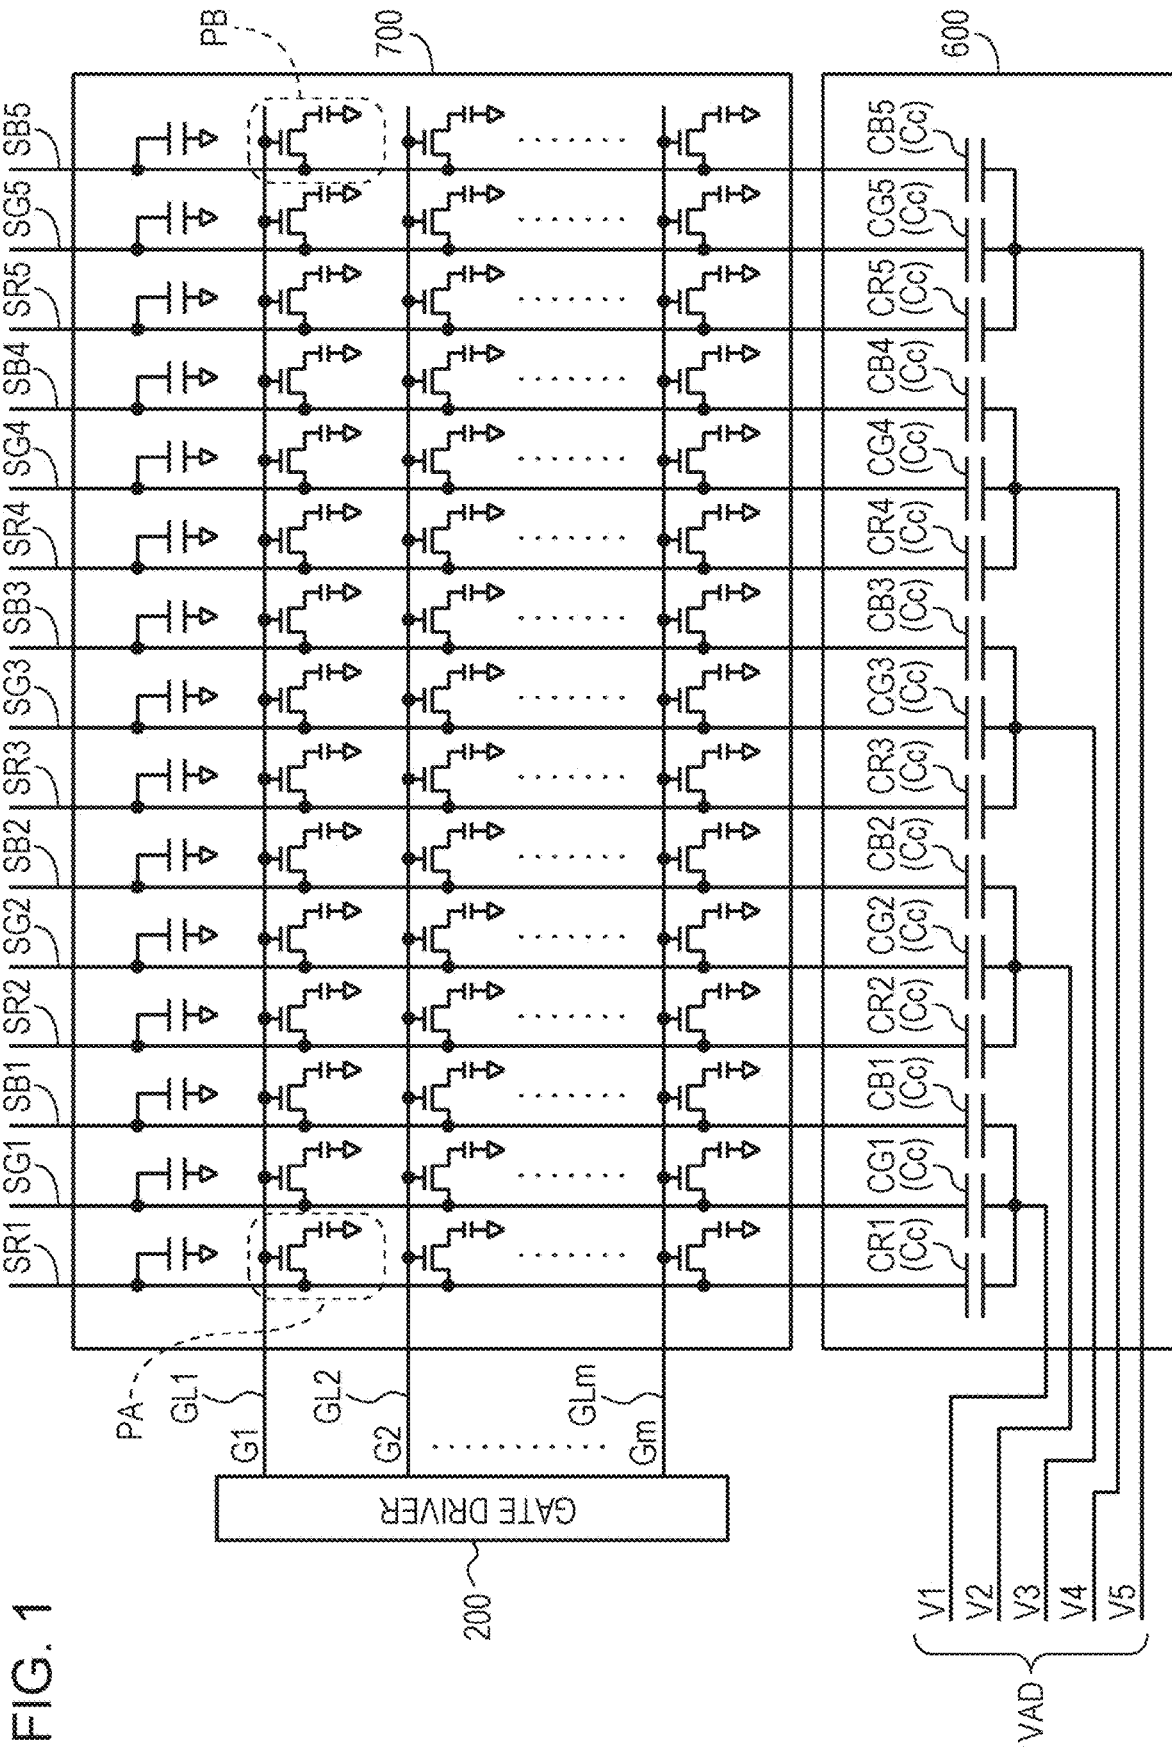 FIG. 1
SR1
SG1
SB1
SR2
SG2
SB2
SR3
SG3
SB3
SR4
SG4
SB4
SR5
SG5
SB5
PA
PB
700
GL1
G1
GL2
G2
GLm
Gm
GATE DRIVER
200
600
CR1
(Cc)
CG1
(Cc)
CB1
(Cc)
CR2
(Cc)
CG2
(Cc)
CB2
(Cc)
CR3
(Cc)
CG3
(Cc)
CB3
(Cc)
CR4
(Cc)
CG4
(Cc)
CB4
(Cc)
CR5
(Cc)
CG5
(Cc)
CB5
(Cc)
V1
V2
V3
V4
V5
VAD